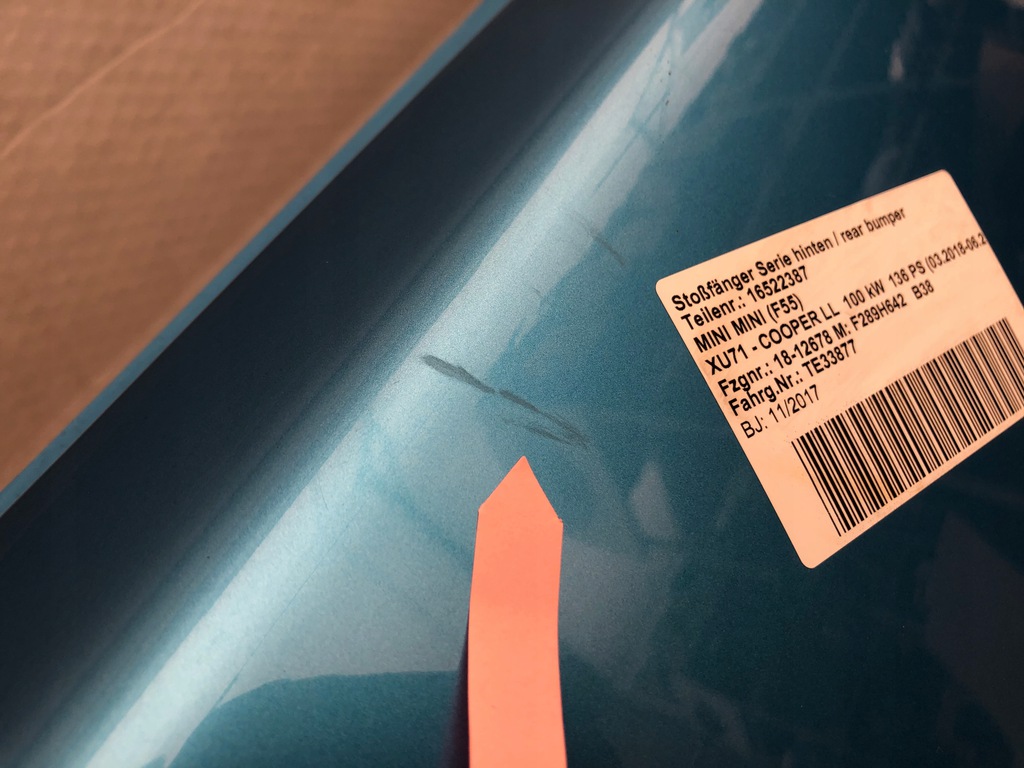 Stoßfänger Serie hinten / rear bumper
Teilenr.: 16522387
MINI MINI (F55)
XU71 - COOPER LL 100 kW 136 PS (03.2018-06.2
Fzgnr.: 18-12678 M: F289H642 B38
Fahrg.Nr.: TE33877
BJ: 11/2017